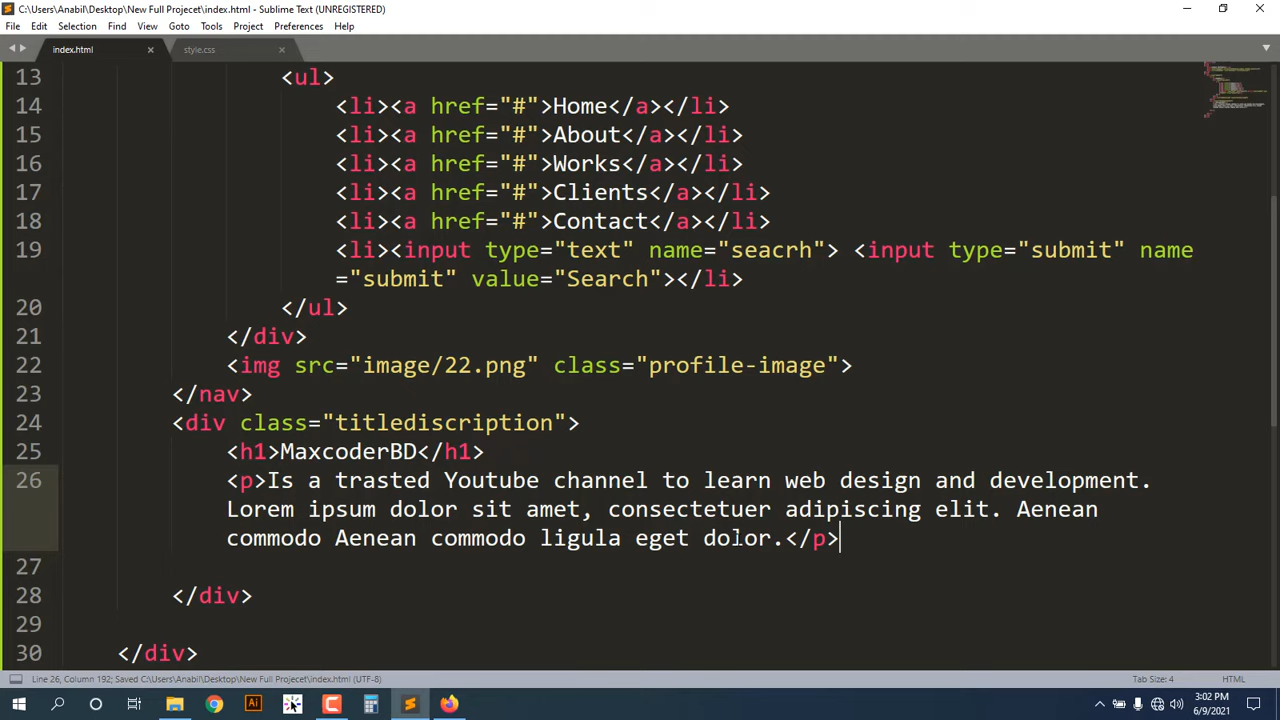 C:\Users\Anabil\Desktop\New Full Projecet\index.html - Sublime Text (UNREGISTERED)
File Edit Selection Find View Goto Tools Project Preferences Help
index.html style.css
13 <ul>
14 <li><a href="#">Home</a></li>
15 <li><a href="#">About</a></li>
16 <li><a href="#">Works</a></li>
17 <li><a href="#">Clients</a></li>
18 <li><a href="#">Contact</a></li>
19 <li><input type="text" name="seacrh"> <input type="submit" name
="submit" value="Search"></li>
20 </ul>
21 </div>
22 <img src="image/22.png" class="profile-image">
23 </nav>
24 <div class="titlediscription">
25 <h1>MaxcoderBD</h1>
26 <p>Is a trasted Youtube channel to learn web design and development.
Lorem ipsum dolor sit amet, consectetuer adipiscing elit. Aenean
commodo Aenean commodo ligula eget dolor.</p>
27
28 </div>
29
30 </div>
Line 26, Column 192; Saved C:\Users\Anabil\Desktop\New Full Projecet\index.html (UTF-8) Tab Size: 4 HTML
Ai
3:02 PM
6/9/2021